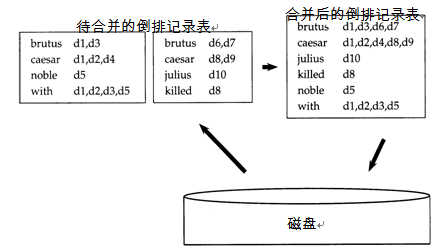 待合并的倒排记录表
brutus d1,d3
caesar d1,d2,d4
noble d5
with d1,d2,d3,d5
brutus d6,d7
caesar d8,d9
julius d10
killed d8
合并后的倒排记录表
brutus d1,d3,d6,d7
caesar d1,d2,d4,d8,d9
julius d10
killed d8
noble d5
with d1,d2,d3,d5
磁盘